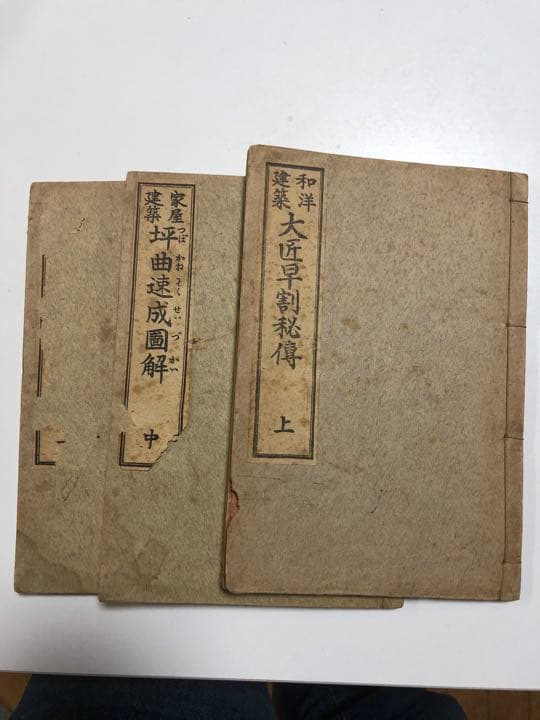 和洋
建築
大匠早割秘傳
上
家屋
建築
坪曲速成圖解
つぼ かね そく せい づ かい
中